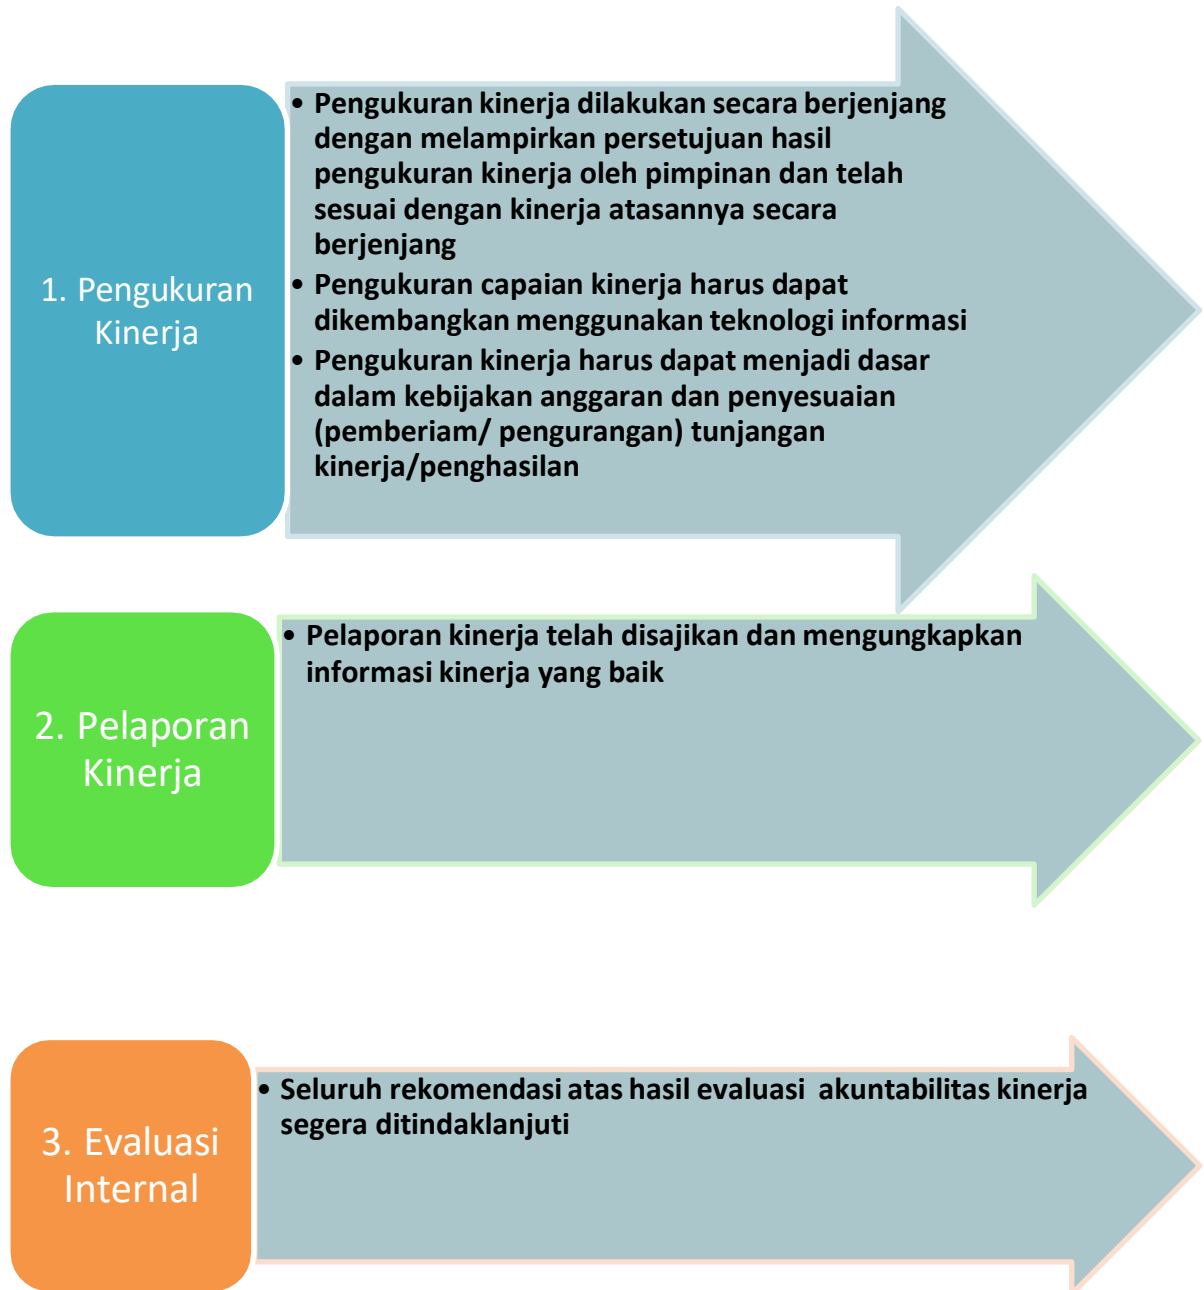 1. Pengukuran
Kinerja
• Pengukuran kinerja dilakukan secara berjenjang
dengan melampirkan persetujuan hasil
pengukuran kinerja oleh pimpinan dan telah
sesuai dengan kinerja atasannya secara
berjenjang
• Pengukuran capaian kinerja harus dapat
dikembangkan menggunakan teknologi informasi
• Pengukuran kinerja harus dapat menjadi dasar
dalam kebijakan anggaran dan penyesuaian
(pemberiam/ pengurangan) tunjangan
kinerja/penghasilan
2. Pelaporan
Kinerja
• Pelaporan kinerja telah disajikan dan mengungkapkan
informasi kinerja yang baik
3. Evaluasi
Internal
• Seluruh rekomendasi atas hasil evaluasi  akuntabilitas kinerja
segera ditindaklanjuti